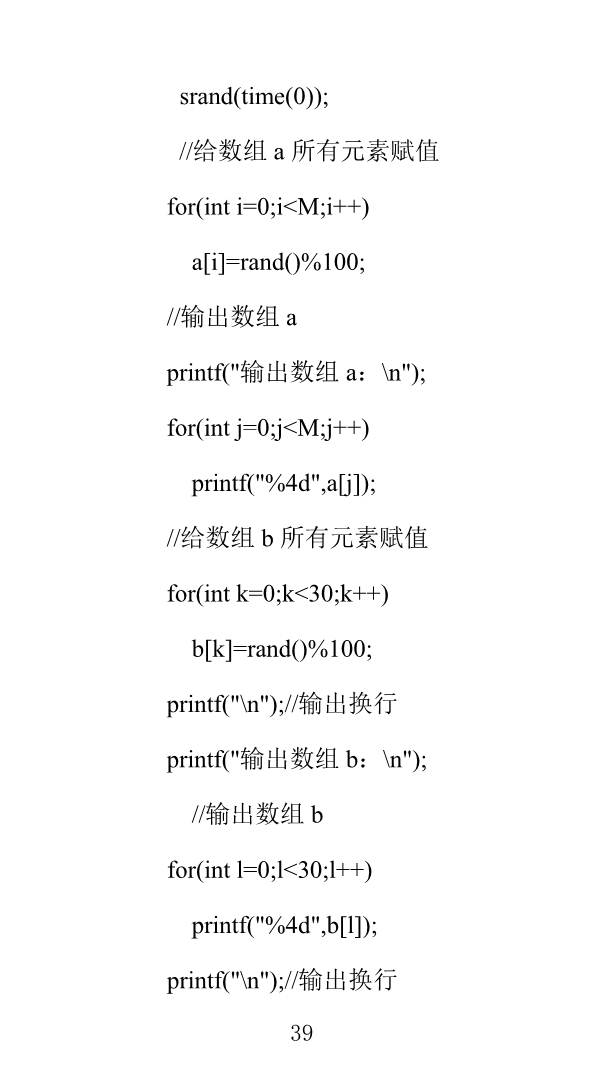 srand(time(0));
//给数组 a 所有元素赋值
for(int i=0;i<M;i++)
a[i]=rand()%100;
//输出数组 a
printf("输出数组 a：\n");
for(int j=0;j<M;j++)
printf("%4d",a[j]);
//给数组 b 所有元素赋值
for(int k=0;k<30;k++)
b[k]=rand()%100;
printf("\n");//输出换行
printf("输出数组 b：\n");
//输出数组 b
for(int l=0;l<30;l++)
printf("%4d",b[l]);
printf("\n");//输出换行
39